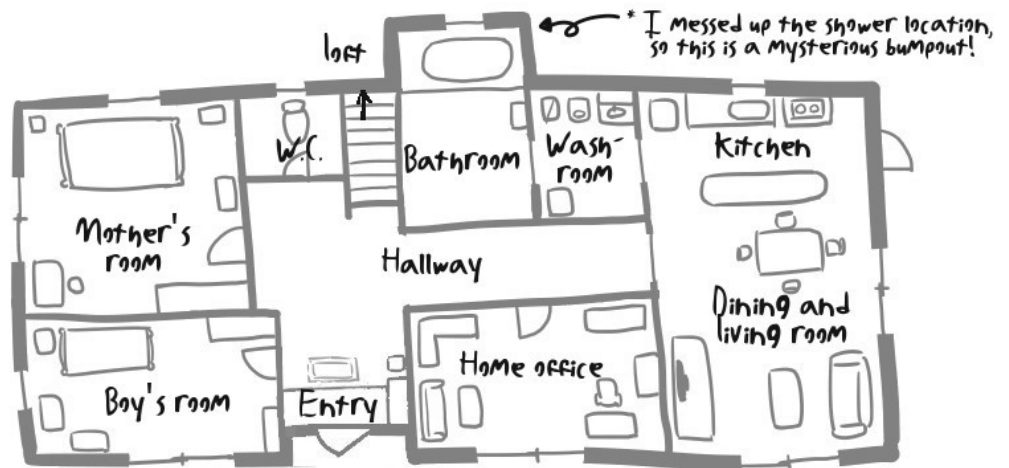 * I messed up the shower location,
so this is a mysterious bumpout!
loft
W.C.
Bathroom
Wash-
room
Kitchen
Mother's
room
Hallway
Dining and
living room
Home office
Boy's room
Entry